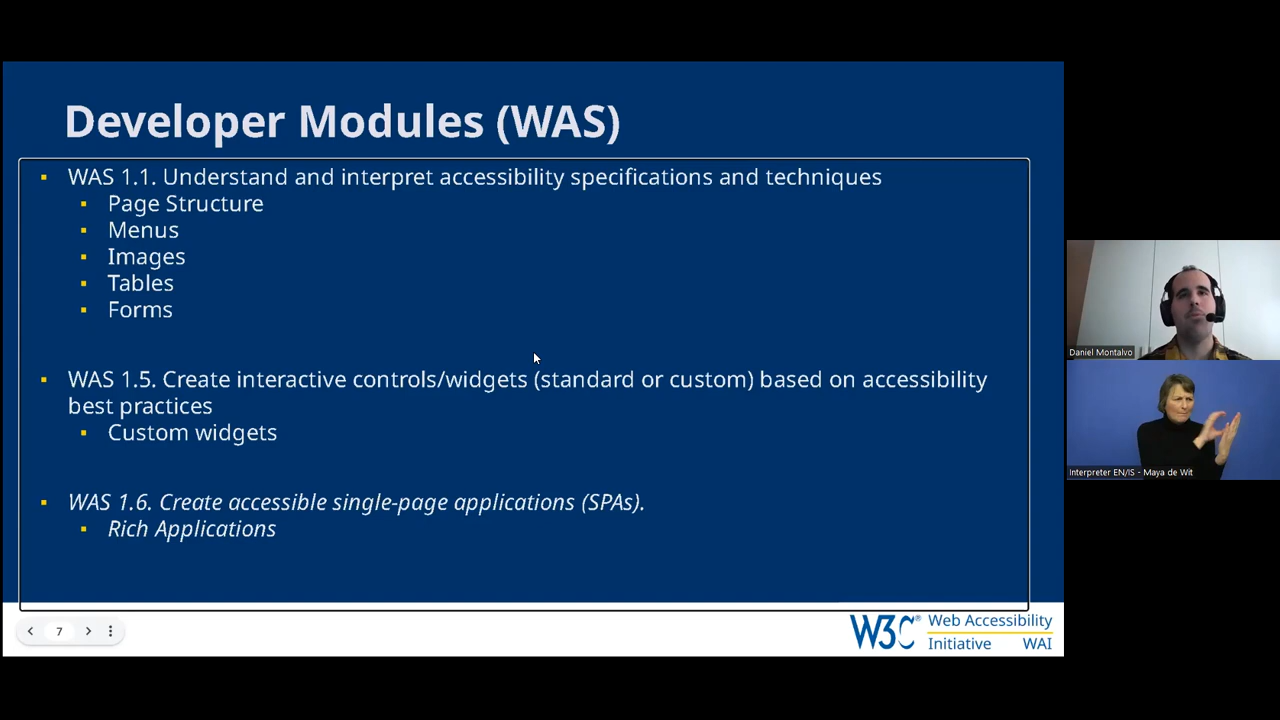 Developer Modules (WAS)
▪ WAS 1.1. Understand and interpret accessibility specifications and techniques
▪ Page Structure
▪ Menus
▪ Images
▪ Tables
▪ Forms
▪ WAS 1.5. Create interactive controls/widgets (standard or custom) based on accessibility
best practices
▪ Custom widgets
▪ WAS 1.6. Create accessible single-page applications (SPAs).
▪ Rich Applications
7
W3C® Web Accessibility
Initiative WAI
Daniel Montalvo
Interpreter EN/IS - Maya de Wit